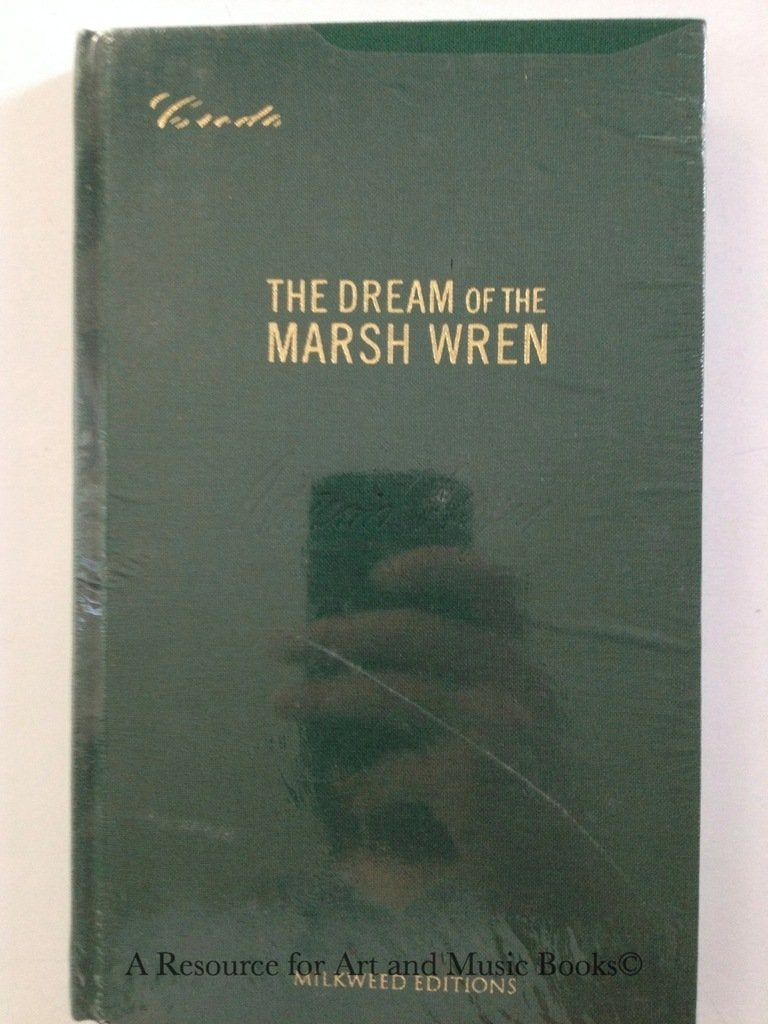 Credo
THE DREAM OF THE
MARSH WREN
A Resource for Art and Music Books©
MILKWEED EDITIONS